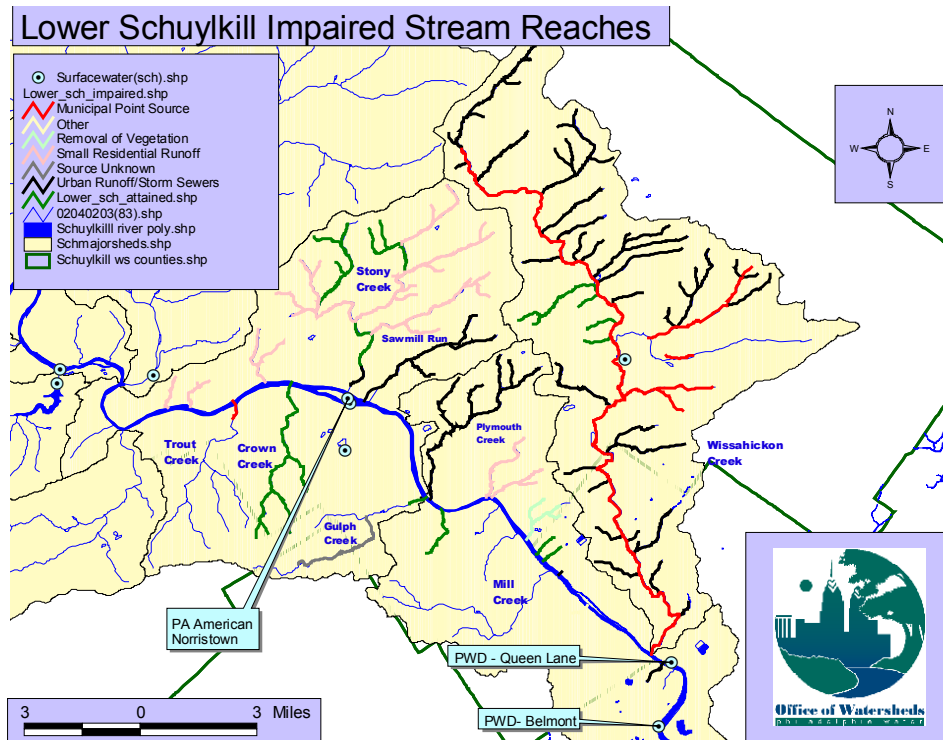 Lower Schuylkill Impaired Stream Reaches
Surfacewater(sch).shp
Lower_sch_impaired.shp
Municipal Point Source
Other
Removal of Vegetation
Small Residential Runoff
Source Unknown
Urban Runoff/Storm Sewers
Lower_sch_attained.shp
02040203(83).shp
Schuylkilll river poly.shp
Schmajorsheds.shp
Schuylkill ws counties.shp
N
W E
S
Stony
Creek
Sawmill Run
Plymouth
Creek
Trout
Creek
Crown
Creek
Wissahickon
Creek
Gulph
Creek
Mill
Creek
PA American
Norristown
PWD - Queen Lane
PWD- Belmont
3 0 3 Miles
Office of Watersheds
philadelphia water